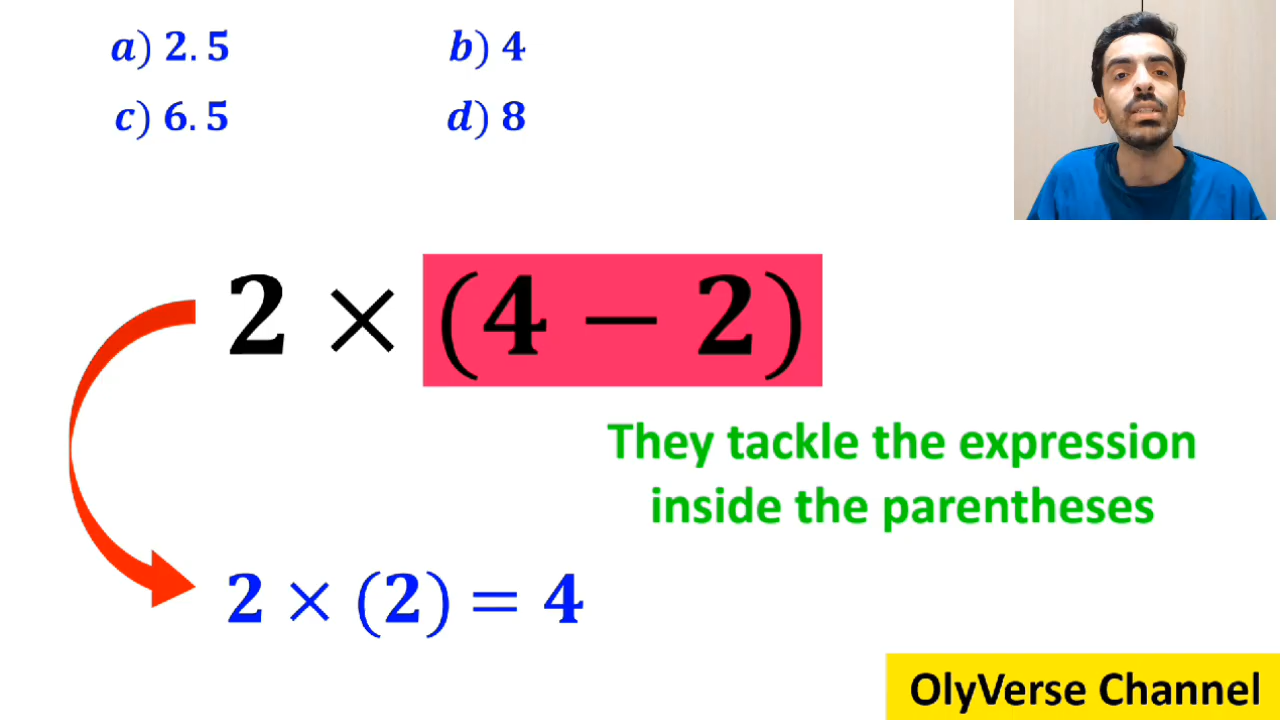 a) 2.5 b) 4
c) 6.5 d) 8
2 × (4 − 2)
They tackle the expression
inside the parentheses
2 × (2) = 4
OlyVerse Channel